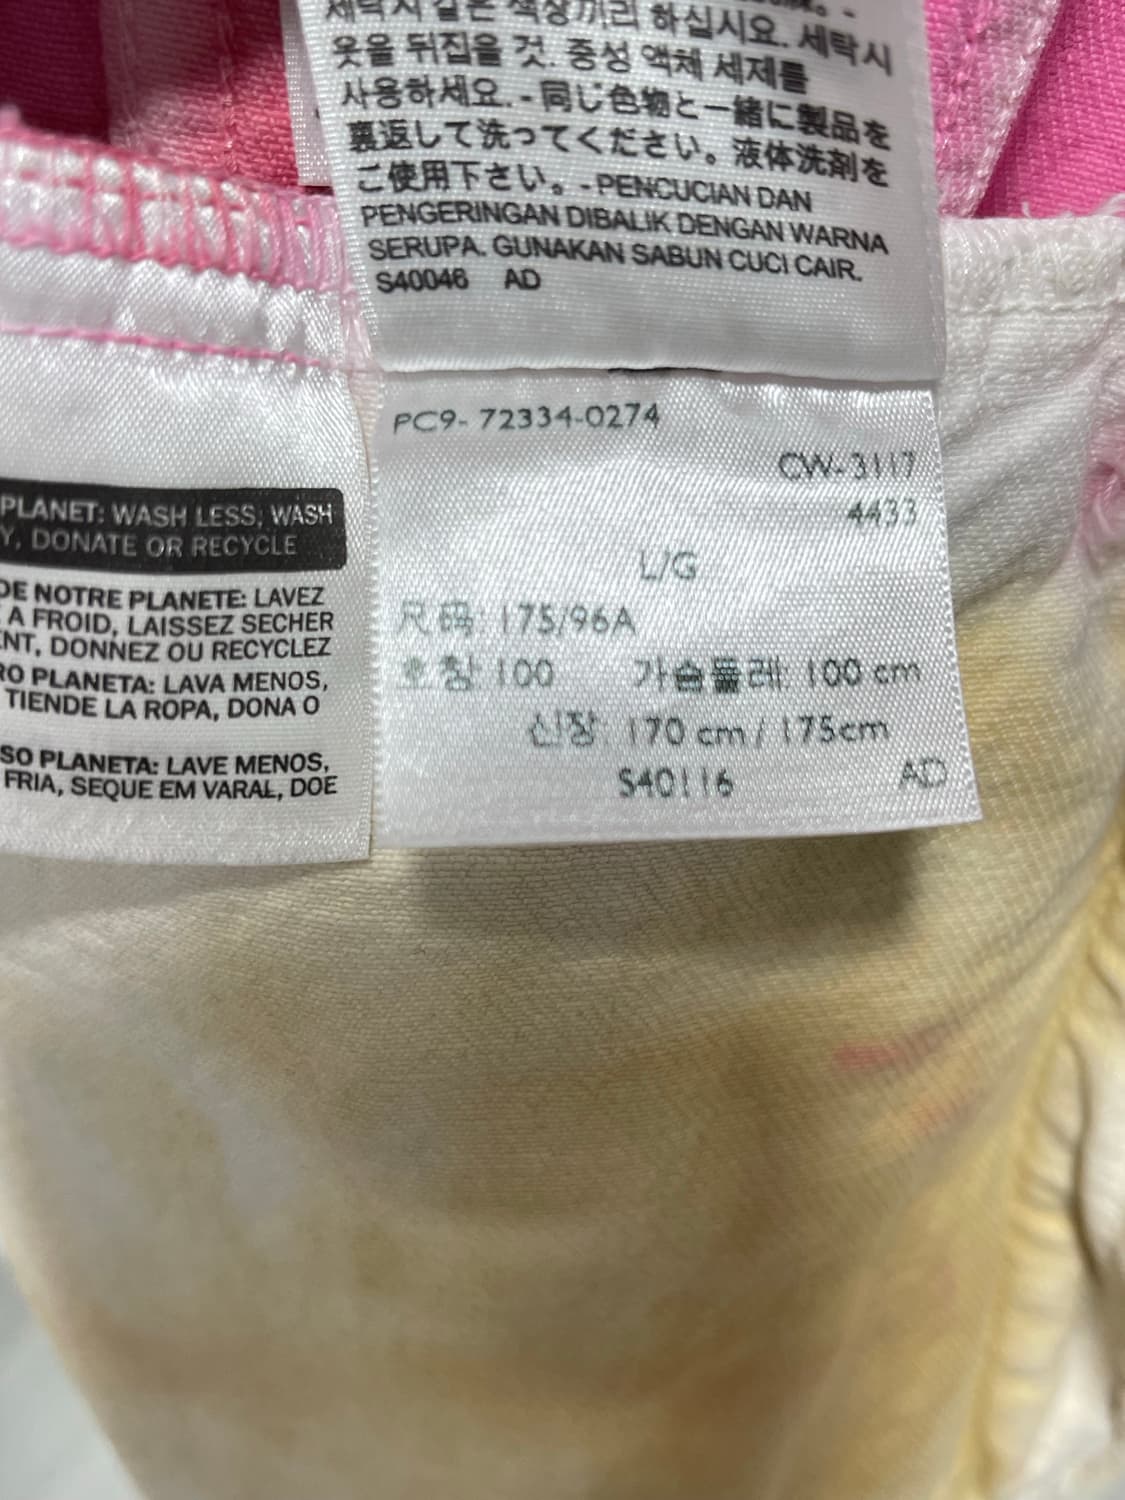 세탁시 같은 색상끼리 하십시요. 세탁시
옷을 뒤집을 것. 중성 액체 세제를
사용하세요. - 同じ色物と一緒に製品を
裏返して洗ってください。液体洗剤を
ご使用下さい。 - PENCUCIAN DAN
PENGERINGAN DIBALIK DENGAN WARNA
SERUPA. GUNAKAN SABUN CUCI CAIR.
S40046 AD
PLANET: WASH LESS, WASH
Y, DONATE OR RECYCLE
DE NOTRE PLANETE: LAVEZ
A FROID, LAISSEZ SECHER
ENT, DONNEZ OU RECYCLEZ
RO PLANETA: LAVA MENOS,
TIENDE LA ROPA, DONA O
SO PLANETA: LAVE MENOS,
FRIA, SEQUE EM VARAL, DOE
PC9- 72334-0274
CW-3117
4433
L/G
尺码: 175/96A
호칭 100 가슴둘레: 100 cm
신장: 170 cm / 175cm
S40116 AD